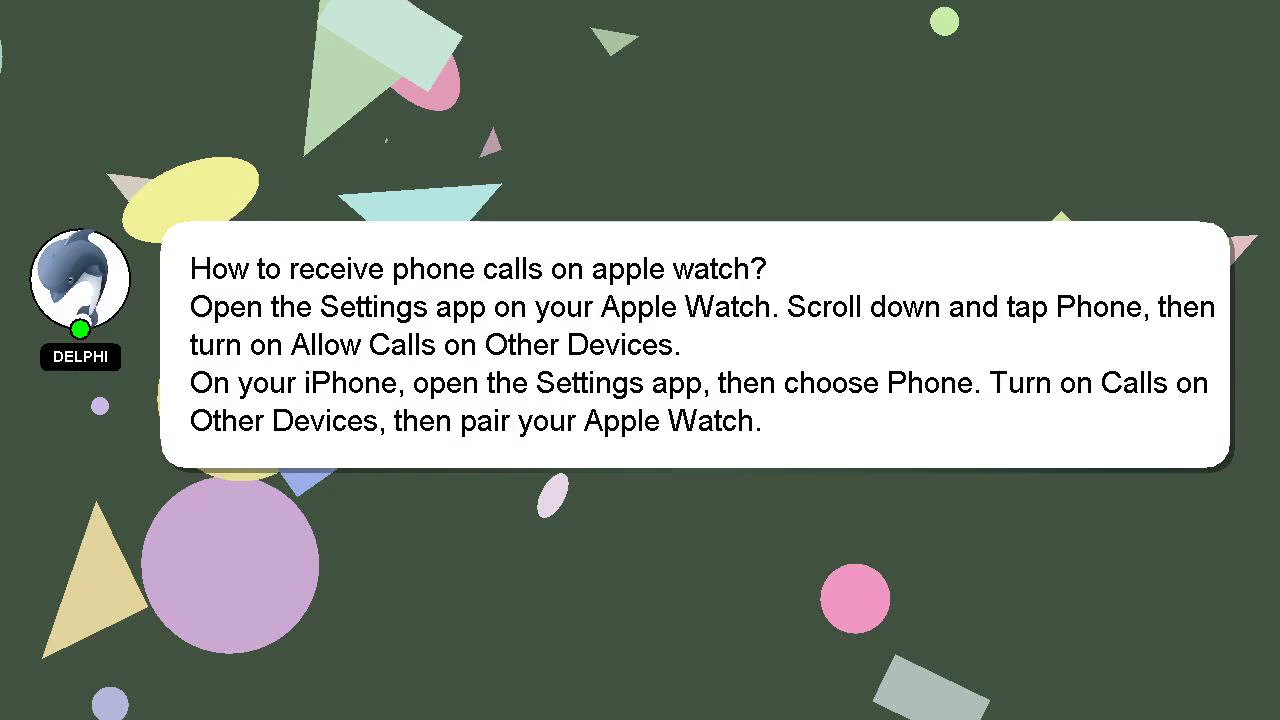 How to receive phone calls on apple watch?
Open the Settings app on your Apple Watch. Scroll down and tap Phone, then
turn on Allow Calls on Other Devices.
On your iPhone, open the Settings app, then choose Phone. Turn on Calls on
Other Devices, then pair your Apple Watch.
DELPHI